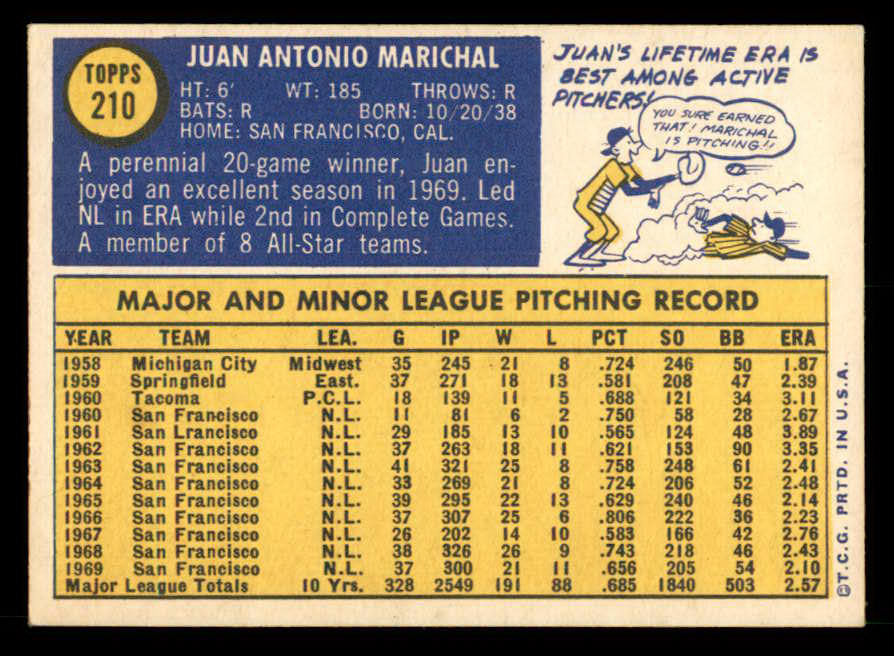 TOPPS
210
JUAN ANTONIO MARICHAL
HT: 6' WT: 185 THROWS: R
BATS: R BORN: 10/20/38
HOME: SAN FRANCISCO, CAL.
A perennial 20-game winner, Juan en-
joyed an excellent season in 1969. Led
NL in ERA while 2nd in Complete Games.
A member of 8 All-Star teams.
JUAN'S LIFETIME ERA IS
BEST AMONG ACTIVE
PITCHERS!
YOU SURE EARNED
THAT! MARICHAL
IS PITCHING!!
MAJOR AND MINOR LEAGUE PITCHING RECORD
YEAR TEAM LEA. G IP W L PCT SO BB ERA
1958 Michigan City Midwest 35 245 21 8 .724 246 50 1.87
1959 Springfield East. 37 271 18 13 .581 208 47 2.39
1960 Tacoma P.C.L. 18 139 11 5 .688 121 34 3.11
1960 San Francisco N.L. 11 81 6 2 .750 58 28 2.67
1961 San Lrancisco N.L. 29 185 13 10 .565 124 48 3.89
1962 San Francisco N.L. 37 263 18 11 .621 153 90 3.35
1963 San Francisco N.L. 41 321 25 8 .758 248 61 2.41
1964 San Francisco N.L. 33 269 21 8 .724 206 52 2.48
1965 San Francisco N.L. 39 295 22 13 .629 240 46 2.14
1966 San Francisco N.L. 37 307 25 6 .806 222 36 2.23
1967 San Francisco N.L. 26 202 14 10 .583 166 42 2.76
1968 San Francisco N.L. 38 326 26 9 .743 218 46 2.43
1969 San Francisco N.L. 37 300 21 11 .656 205 54 2.10
Major League Totals 10 Yrs. 328 2549 191 88 .685 1840 503 2.57
©T.C.G. PRTD. IN U.S.A.